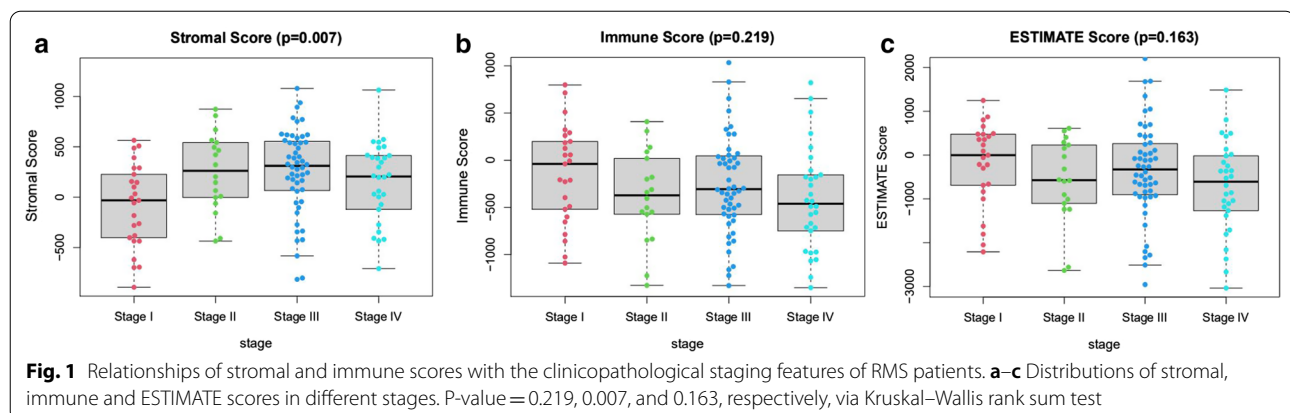 a
Stromal Score (p=0.007)
Stromal Score
1000
500
0
−500
Stage I
Stage II
Stage III
Stage IV
stage
b
Immune Score (p=0.219)
Immune Score
1000
500
0
−500
−1000
Stage I
Stage II
Stage III
Stage IV
stage
c
ESTIMATE Score (p=0.163)
ESTIMATE Score
2000
1000
0
−1000
−3000
Stage I
Stage II
Stage III
Stage IV
stage
Fig. 1 Relationships of stromal and immune scores with the clinicopathological staging features of RMS patients. a–c Distributions of stromal,
immune and ESTIMATE scores in different stages. P-value = 0.219, 0.007, and 0.163, respectively, via Kruskal–Wallis rank sum test